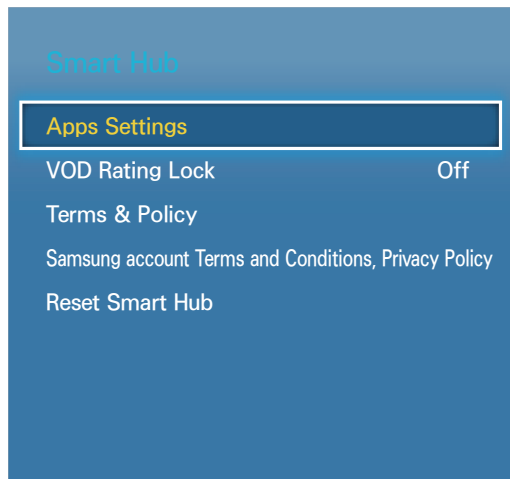 Smart Hub
Apps Settings
VOD Rating Lock Off
Terms & Policy
Samsung account Terms and Conditions, Privacy Policy
Reset Smart Hub